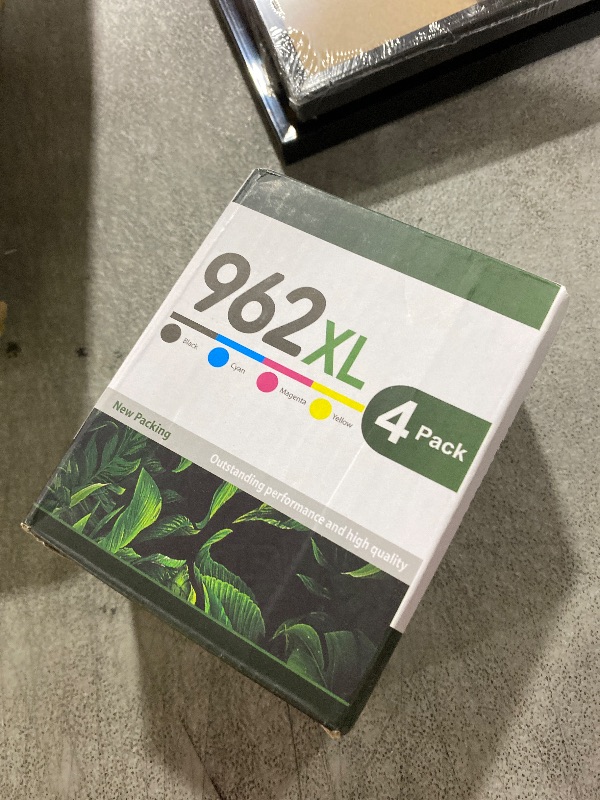 962XL
Black
Cyan
Magenta
Yellow
4 Pack
New Packing
Outstanding performance and high quality